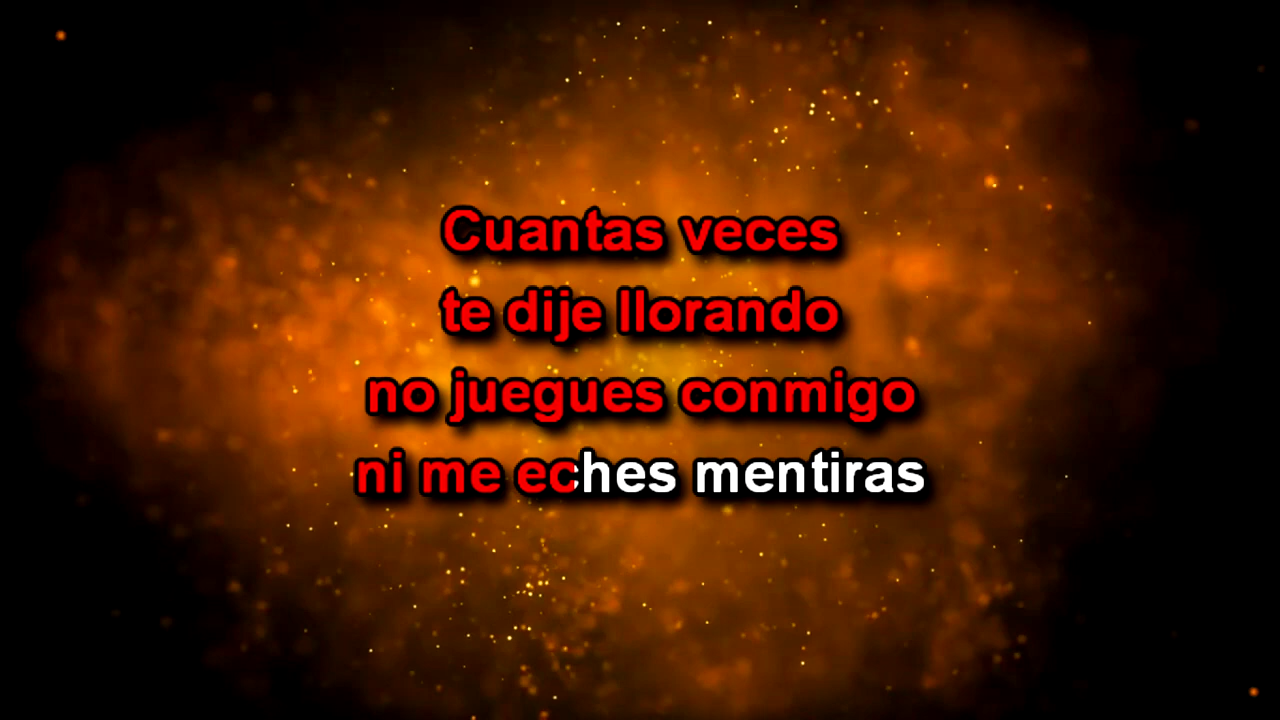 Cuantas veces
te dije llorando
no juegues conmigo
ni me eches mentiras